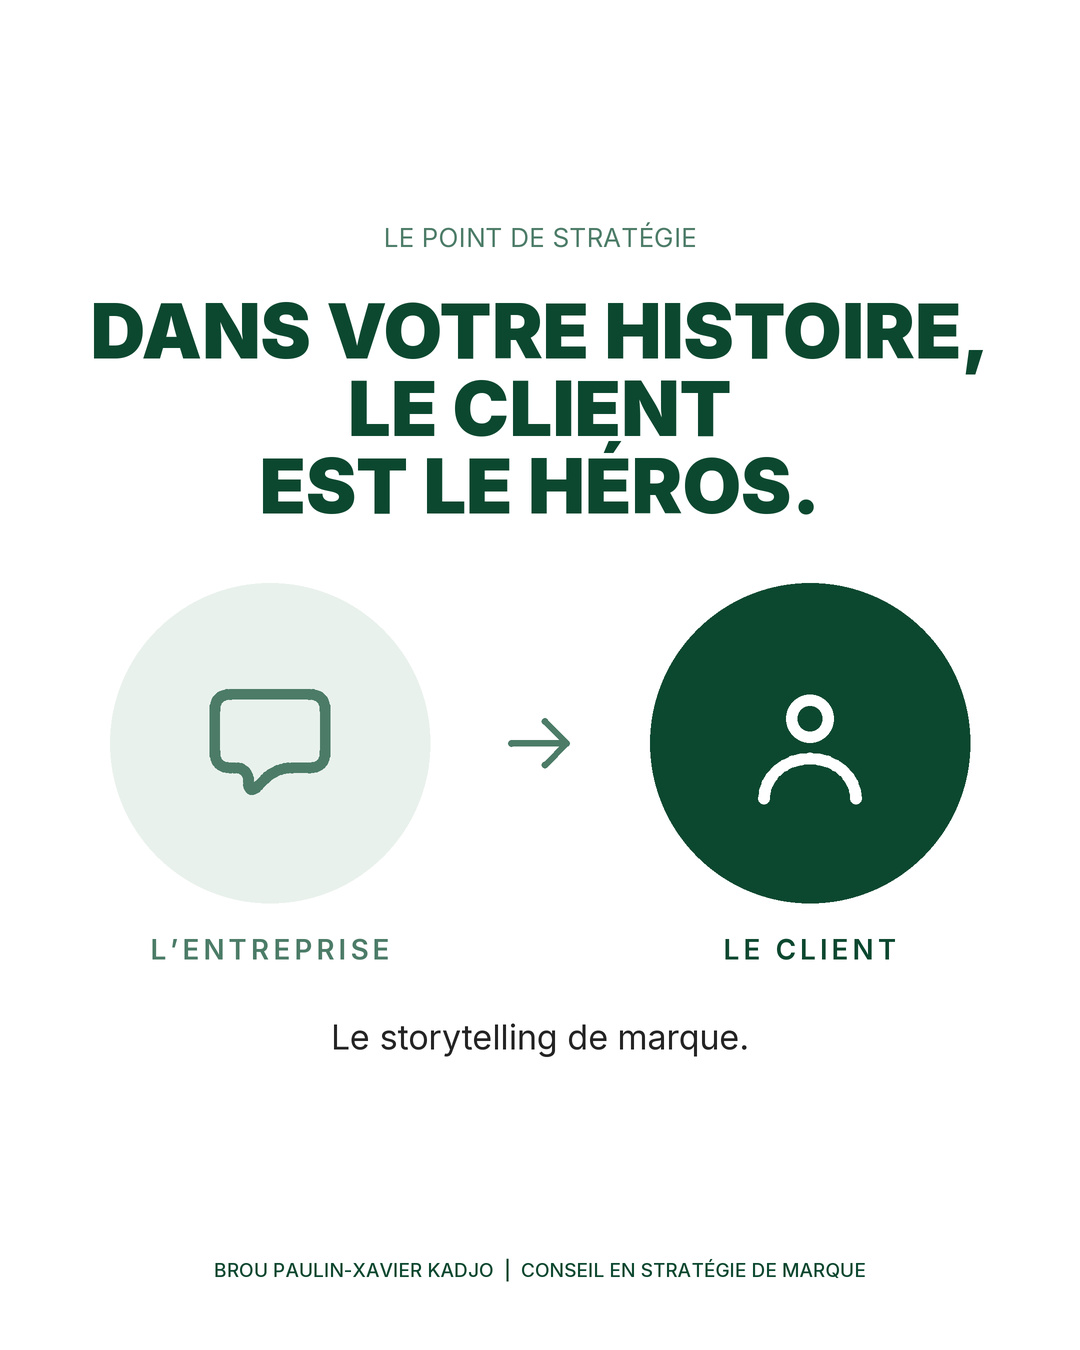 LE POINT DE STRATÉGIE
DANS VOTRE HISTOIRE,
LE CLIENT
EST LE HÉROS.
L’ENTREPRISE
LE CLIENT
Le storytelling de marque.
BROU PAULIN-XAVIER KADJO | CONSEIL EN STRATÉGIE DE MARQUE